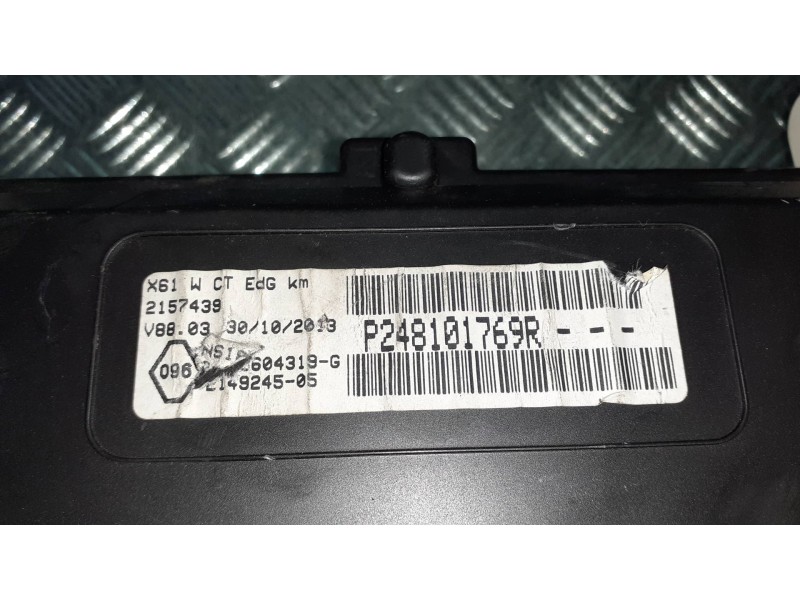 X61 W CT EdG km
2157439
V88.03 30/10/2013
P248101769R - - -
096
604319-G
2149245-05